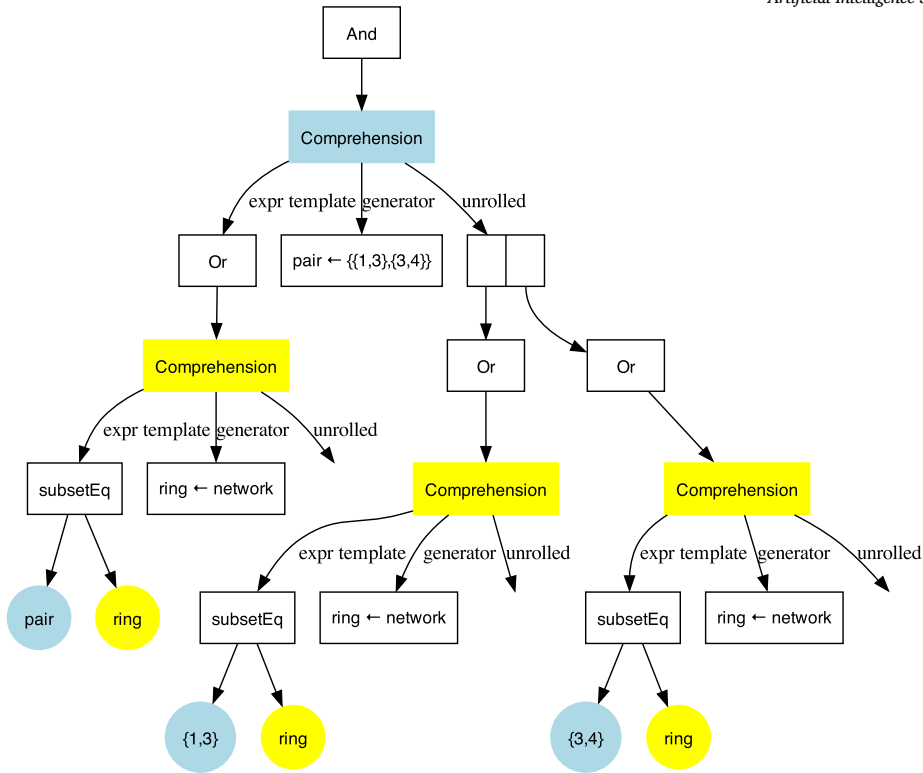 Artificial Intelligence
And
Comprehension
expr template generator unrolled
Or
pair ← {{1,3},{3,4}}
Comprehension
Or
Or
expr template generator unrolled
subsetEq
ring ← network
Comprehension
Comprehension
expr template generator unrolled
expr template generator unrolled
pair
ring
subsetEq
ring ← network
subsetEq
ring ← network
{1,3}
ring
{3,4}
ring